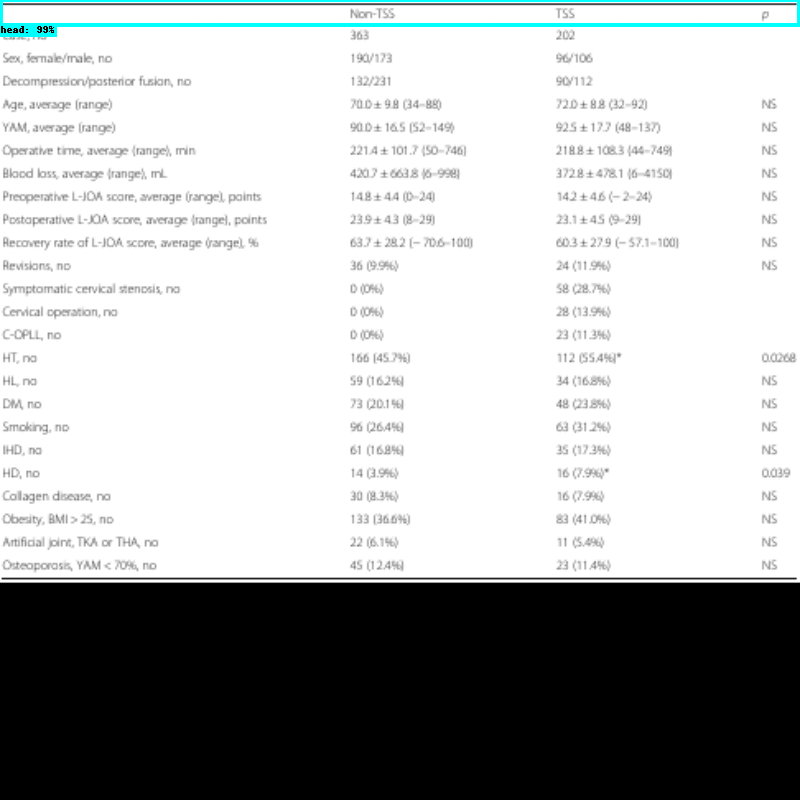 Non-TSS TSS p
head: 99%
no 363 202
Sex, female/male, no 190/173 96/106
Decompression/posterior fusion, no 132/231 90/112
Age, average (range) 70.0 ± 9.8 (34–88) 72.0 ± 8.8 (32–92) NS
YAM, average (range) 90.0 ± 16.5 (52–149) 92.5 ± 17.7 (48–137) NS
Operative time, average (range), min 221.4 ± 101.7 (50–746) 218.8 ± 108.3 (44–749) NS
Blood loss, average (range), mL 420.7 ± 663.8 (6–998) 372.8 ± 478.1 (6–4150) NS
Preoperative L-JOA score, average (range), points 14.8 ± 4.4 (0–24) 14.2 ± 4.6 (− 2–24) NS
Postoperative L-JOA score, average (range), points 23.9 ± 4.3 (8–29) 23.1 ± 4.5 (9–29) NS
Recovery rate of L-JOA score, average (range), % 63.7 ± 28.2 (− 70.6–100) 60.3 ± 27.9 (− 57.1–100) NS
Revisions, no 36 (9.9%) 24 (11.9%) NS
Symptomatic cervical stenosis, no 0 (0%) 58 (28.7%)
Cervical operation, no 0 (0%) 28 (13.9%)
C-OPLL, no 0 (0%) 23 (11.3%)
HT, no 166 (45.7%) 112 (55.4%)* 0.0268
HL, no 59 (16.2%) 34 (16.8%) NS
DM, no 73 (20.1%) 48 (23.8%) NS
Smoking, no 96 (26.4%) 63 (31.2%) NS
IHD, no 61 (16.8%) 35 (17.3%) NS
HD, no 14 (3.9%) 16 (7.9%)* 0.039
Collagen disease, no 30 (8.3%) 16 (7.9%) NS
Obesity, BMI > 25, no 133 (36.6%) 83 (41.0%) NS
Artificial joint, TKA or THA, no 22 (6.1%) 11 (5.4%) NS
Osteoporosis, YAM < 70%, no 45 (12.4%) 23 (11.4%) NS